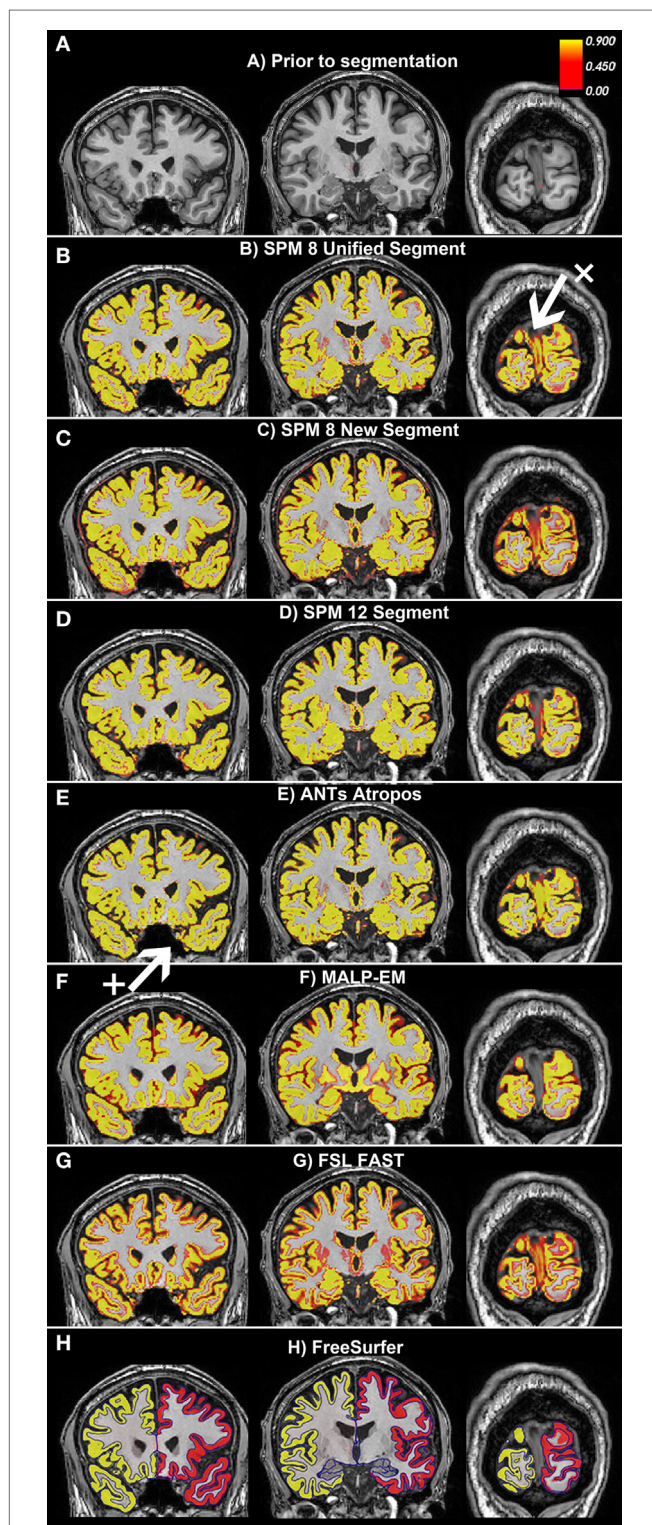 A
A) Prior to segmentation
0.900
0.450
0.00
B
B) SPM 8 Unified Segment
×
C
C) SPM 8 New Segment
D
D) SPM 12 Segment
E
E) ANTs Atropos
+
F
F) MALP-EM
G
G) FSL FAST
H
H) FreeSurfer